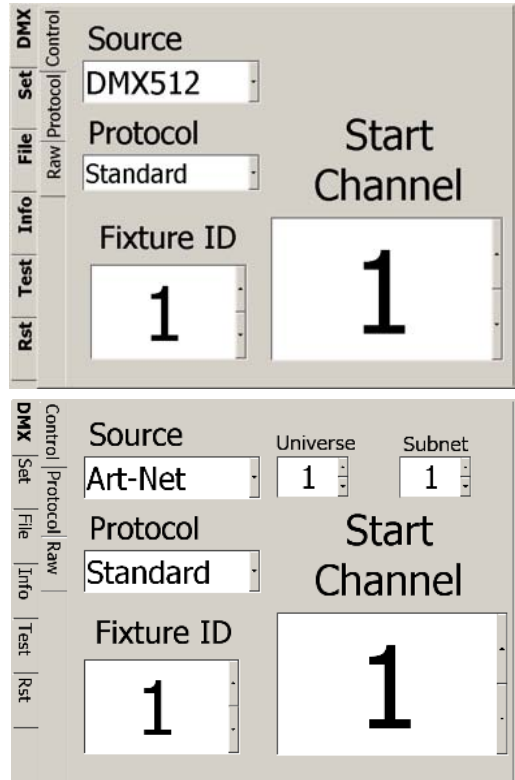 DMX
Set
File
Info
Test
Rst
Control
Protocol
Raw
Source
DMX512
Protocol
Standard
Fixture ID
1
Start
Channel
1
DMX
Set
File
Info
Test
Rst
Control
Protocol
Raw
Source
Art-Net
Universe
1
Subnet
1
Protocol
Standard
Fixture ID
1
Start
Channel
1